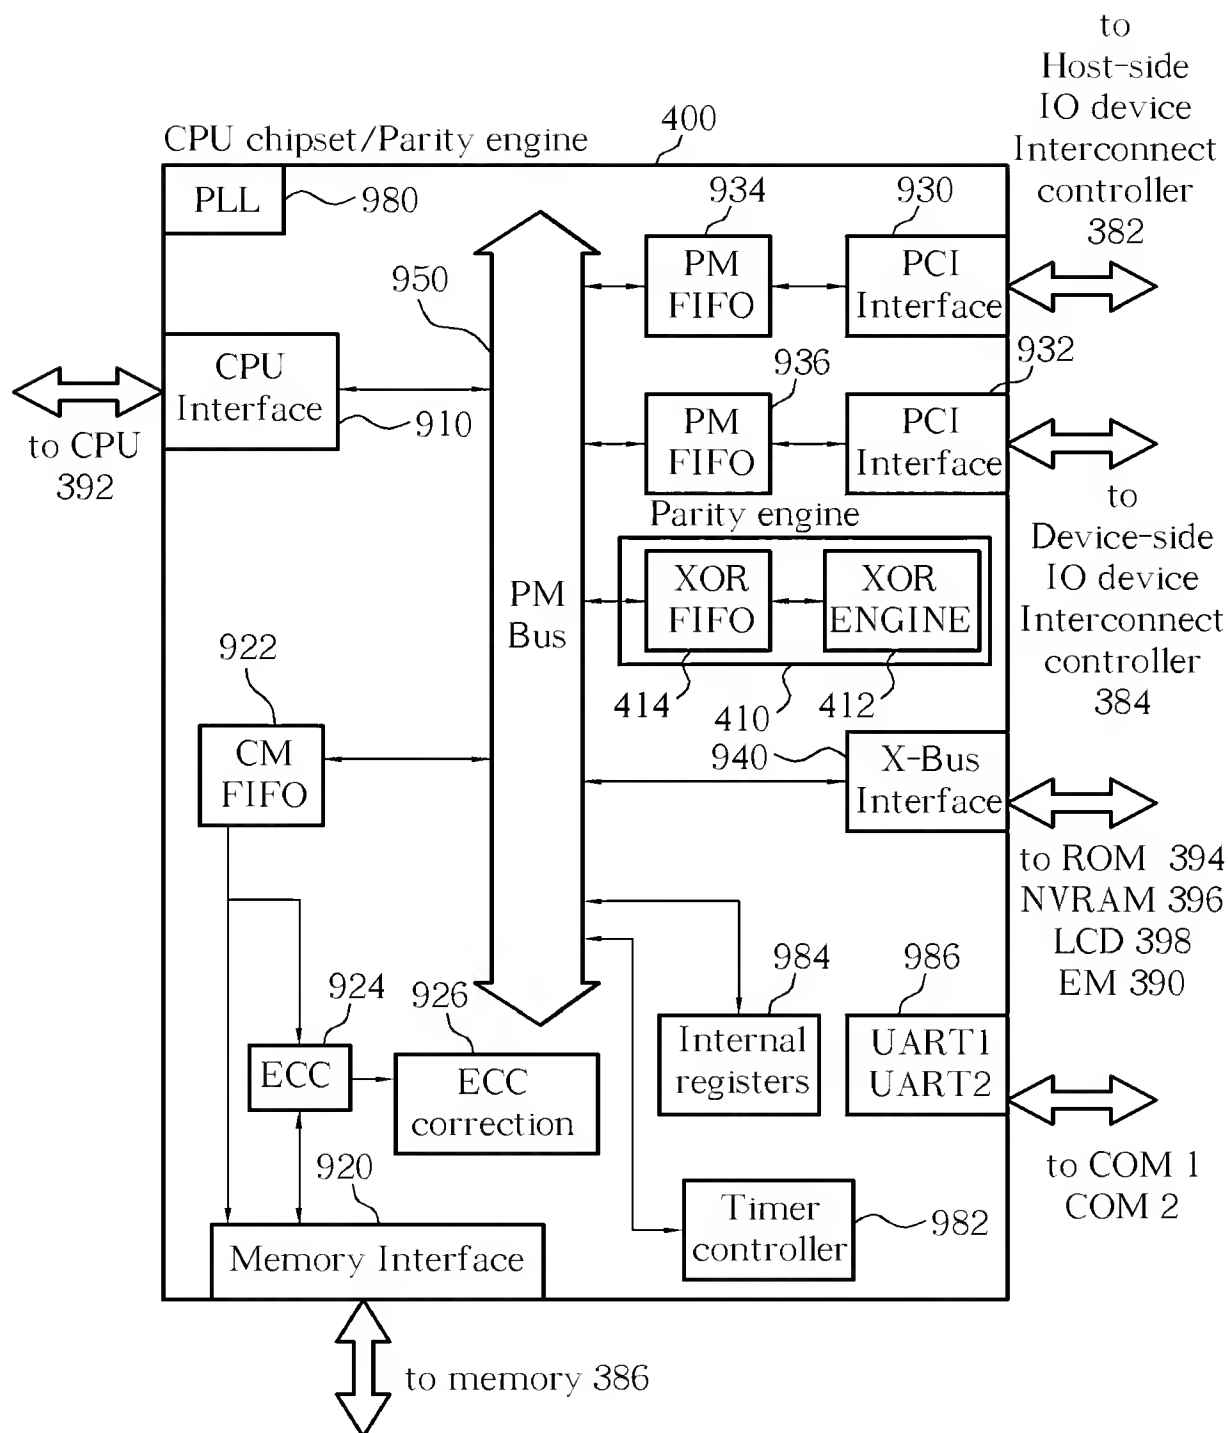 to
Host-side
IO device
Interconnect
controller
382
CPU chipset/Parity engine
400
PLL
980
934
930
PM
FIFO
PCI
Interface
950
CPU
Interface
910
to CPU
392
936
932
PM
FIFO
PCI
Interface
to
Device-side
IO device
Interconnect
controller
384
Parity engine
XOR
FIFO
XOR
ENGINE
414
410
412
PM
Bus
922
CM
FIFO
940
X-Bus
Interface
to ROM 394
NVRAM 396
LCD 398
EM 390
924
926
ECC
ECC
correction
984
986
Internal
registers
UART1
UART2
to COM 1
COM 2
920
Memory Interface
Timer
controller
982
to memory 386